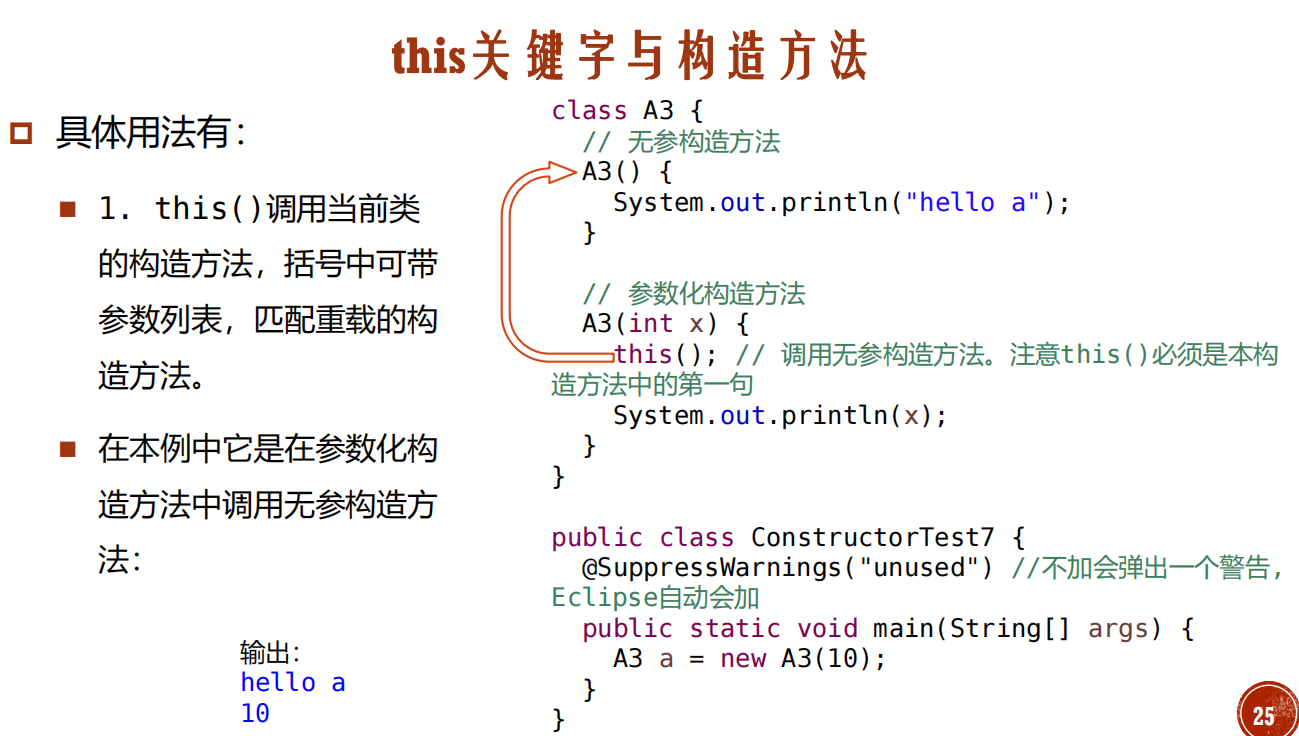 this关键字与构造方法
具体用法有：
1. this()调用当前类
的构造方法，括号中可带
参数列表，匹配重载的构
造方法。
在本例中它是在参数化构
造方法中调用无参构造方
法：
输出：
hello a
10
class A3 {
// 无参构造方法
A3() {
System.out.println("hello a");
}
// 参数化构造方法
A3(int x) {
this(); // 调用无参构造方法。注意this()必须是本构
造方法中的第一句
System.out.println(x);
}
}
public class ConstructorTest7 {
@SuppressWarnings("unused") //不加会弹出一个警告，
Eclipse自动会加
public static void main(String[] args) {
A3 a = new A3(10);
}
}
25